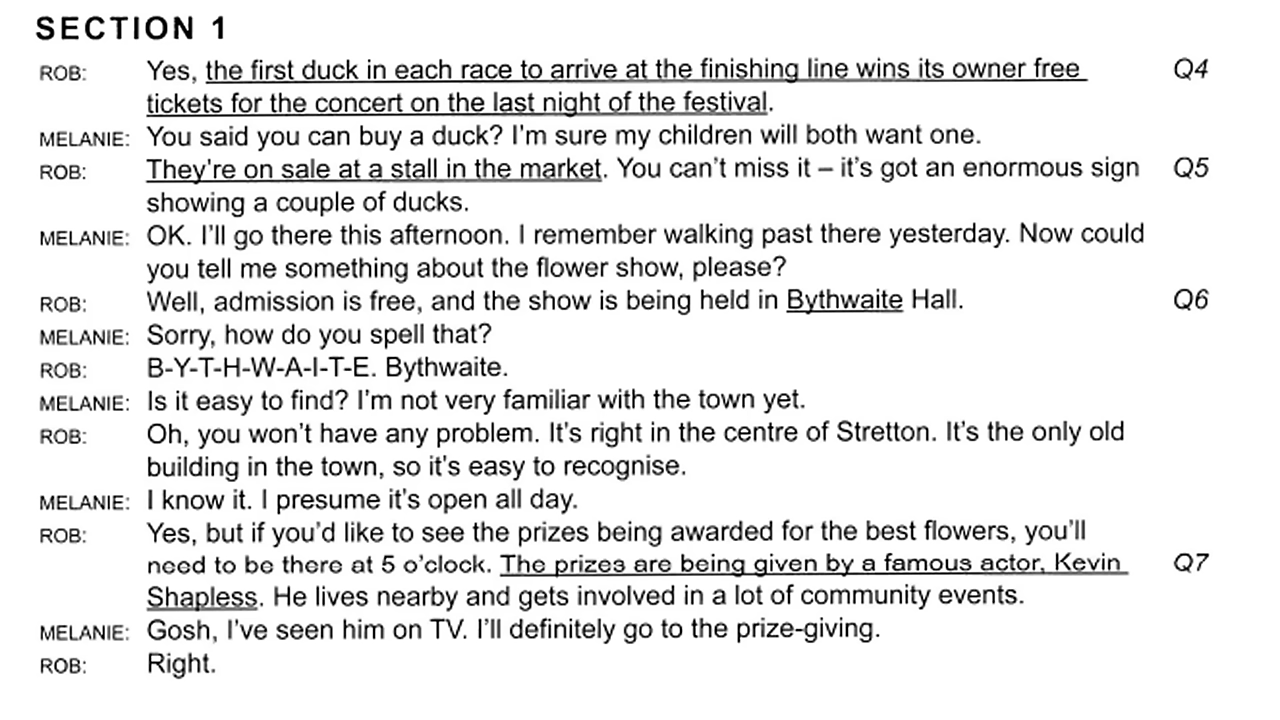 SECTION 1
ROB: Yes, the first duck in each race to arrive at the finishing line wins its owner free Q4
tickets for the concert on the last night of the festival.
MELANIE: You said you can buy a duck? I'm sure my children will both want one.
ROB: They're on sale at a stall in the market. You can't miss it – it's got an enormous sign Q5
showing a couple of ducks.
MELANIE: OK. I'll go there this afternoon. I remember walking past there yesterday. Now could
you tell me something about the flower show, please?
ROB: Well, admission is free, and the show is being held in Bythwaite Hall. Q6
MELANIE: Sorry, how do you spell that?
ROB: B-Y-T-H-W-A-I-T-E. Bythwaite.
MELANIE: Is it easy to find? I'm not very familiar with the town yet.
ROB: Oh, you won't have any problem. It's right in the centre of Stretton. It's the only old
building in the town, so it's easy to recognise.
MELANIE: I know it. I presume it's open all day.
ROB: Yes, but if you'd like to see the prizes being awarded for the best flowers, you'll
need to be there at 5 o'clock. The prizes are being given by a famous actor, Kevin Q7
Shapless. He lives nearby and gets involved in a lot of community events.
MELANIE: Gosh, I've seen him on TV. I'll definitely go to the prize-giving.
ROB: Right.